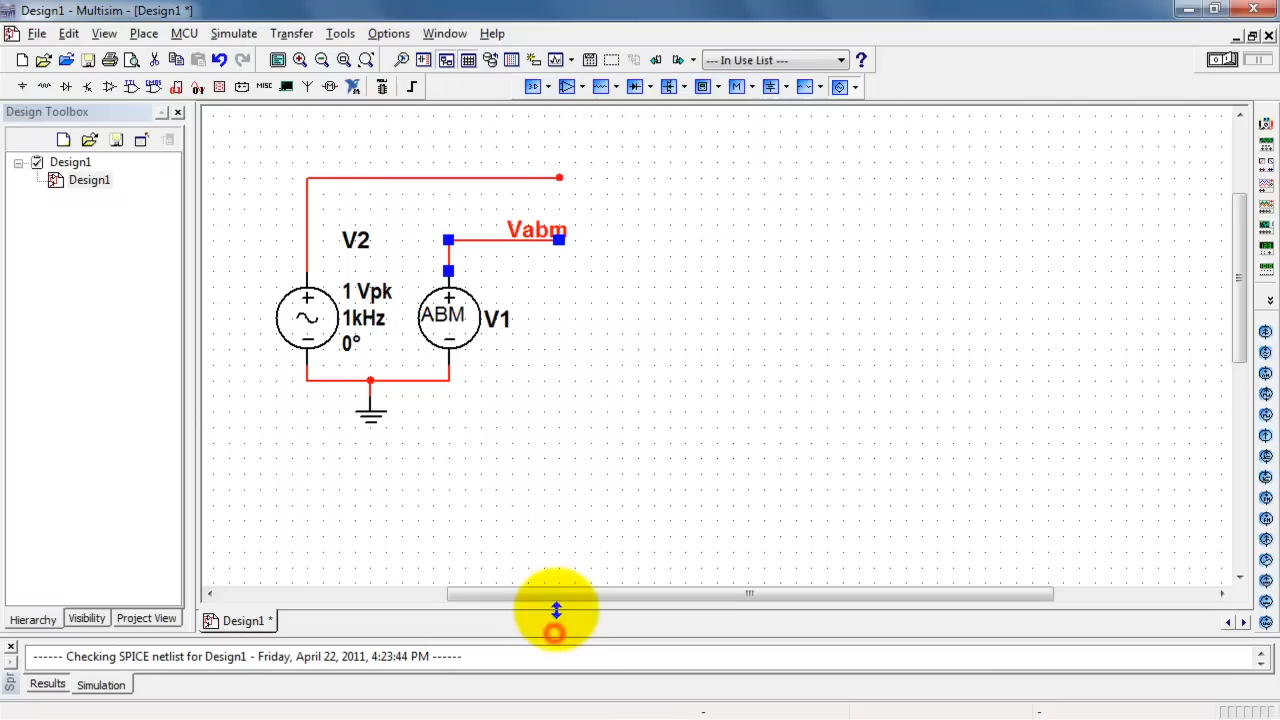 Design1 - Multisim - [Design1 *]
File Edit View Place MCU Simulate Transfer Tools Options Window Help
--- In Use List ---
MISC
Design Toolbox
Design1
Design1
Vabm
V2
1 Vpk
1kHz
0°
ABM
V1
Hierarchy Visibility Project View
Design1 *
------ Checking SPICE netlist for Design1 - Friday, April 22, 2011, 4:23:44 PM ------
Spr
Results Simulation